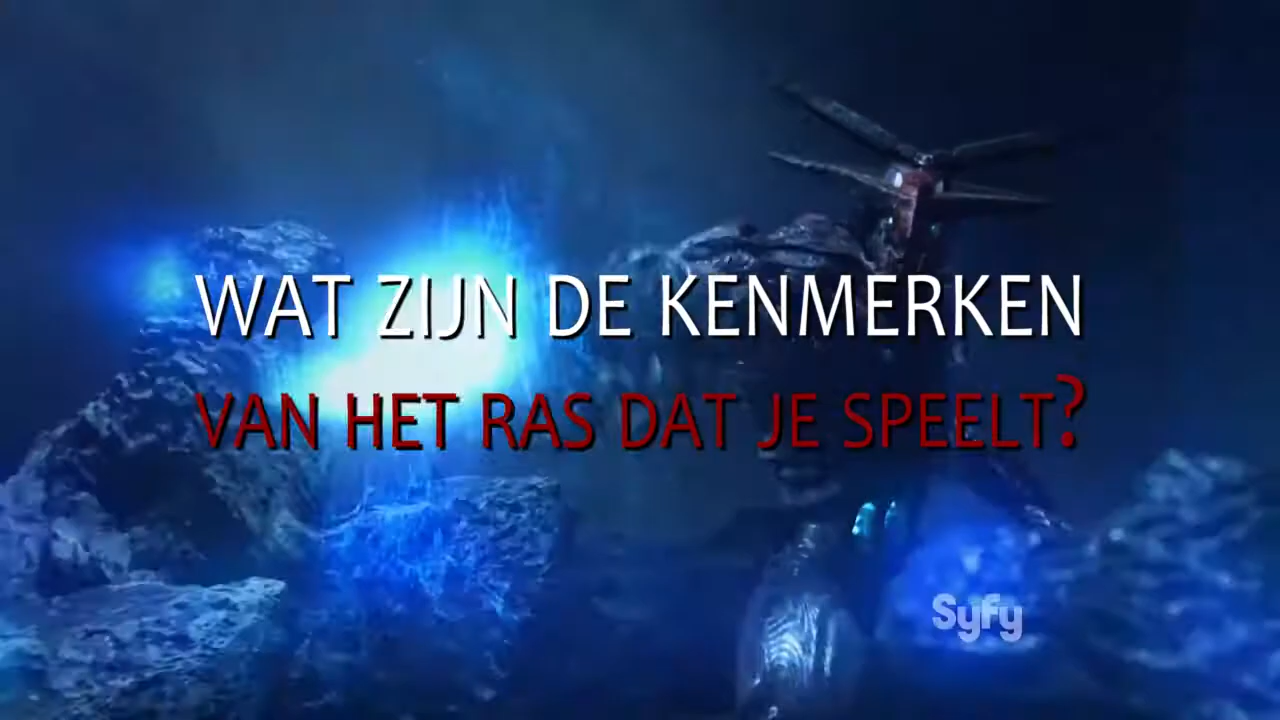 WAT ZIJN DE KENMERKEN
VAN HET RAS DAT JE SPEELT?
Syfy